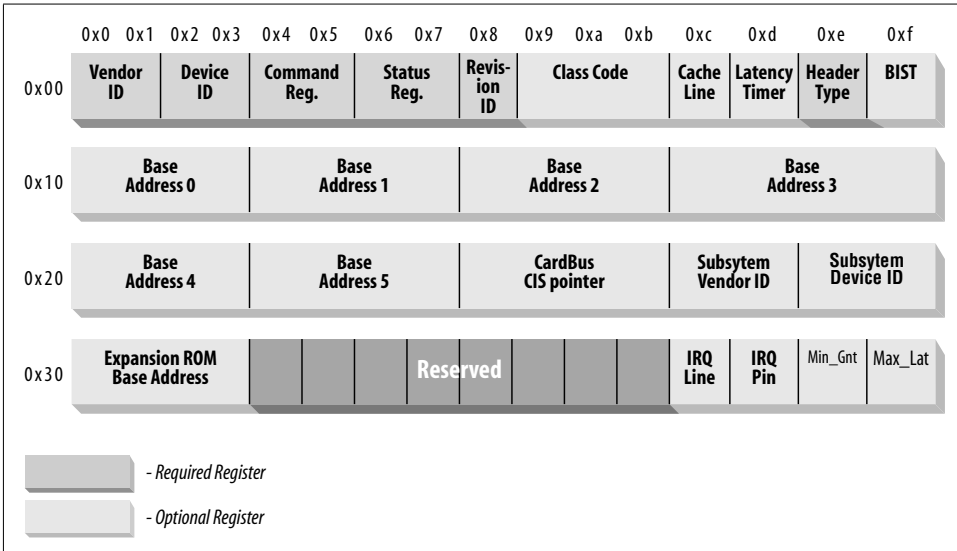 0x0 0x1 0x2 0x3 0x4 0x5 0x6 0x7 0x8 0x9 0xa 0xb 0xc 0xd 0xe 0xf
0x00
Vendor
ID
Device
ID
Command
Reg.
Status
Reg.
Revis-
ion
ID
Class Code
Cache
Line
Latency
Timer
Header
Type
BIST
0x10
Base
Address 0
Base
Address 1
Base
Address 2
Base
Address 3
0x20
Base
Address 4
Base
Address 5
CardBus
CIS pointer
Subsytem
Vendor ID
Subsytem
Device ID
0x30
Expansion ROM
Base Address
Reserved
IRQ
Line
IRQ
Pin
Min_Gnt
Max_Lat
- Required Register
- Optional Register